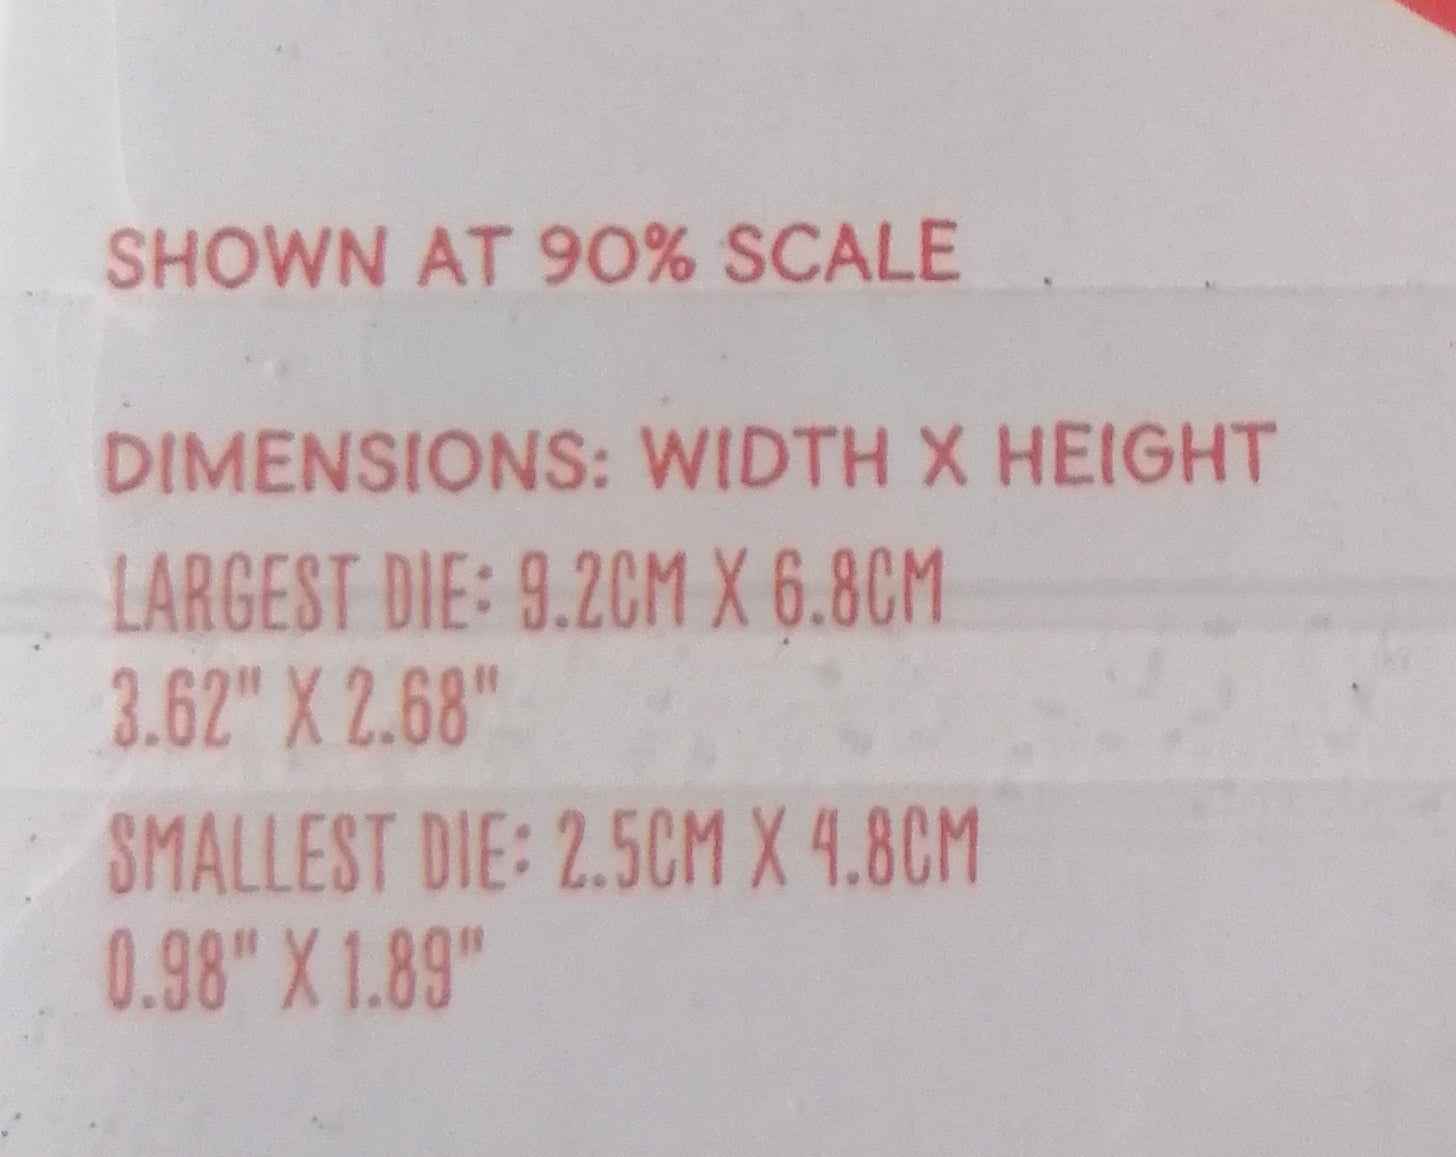 SHOWN AT 90% SCALE
DIMENSIONS: WIDTH X HEIGHT
LARGEST DIE: 9.2CM X 6.8CM
3.62" X 2.68"
SMALLEST DIE: 2.5CM X 4.8CM
0.98" X 1.89"